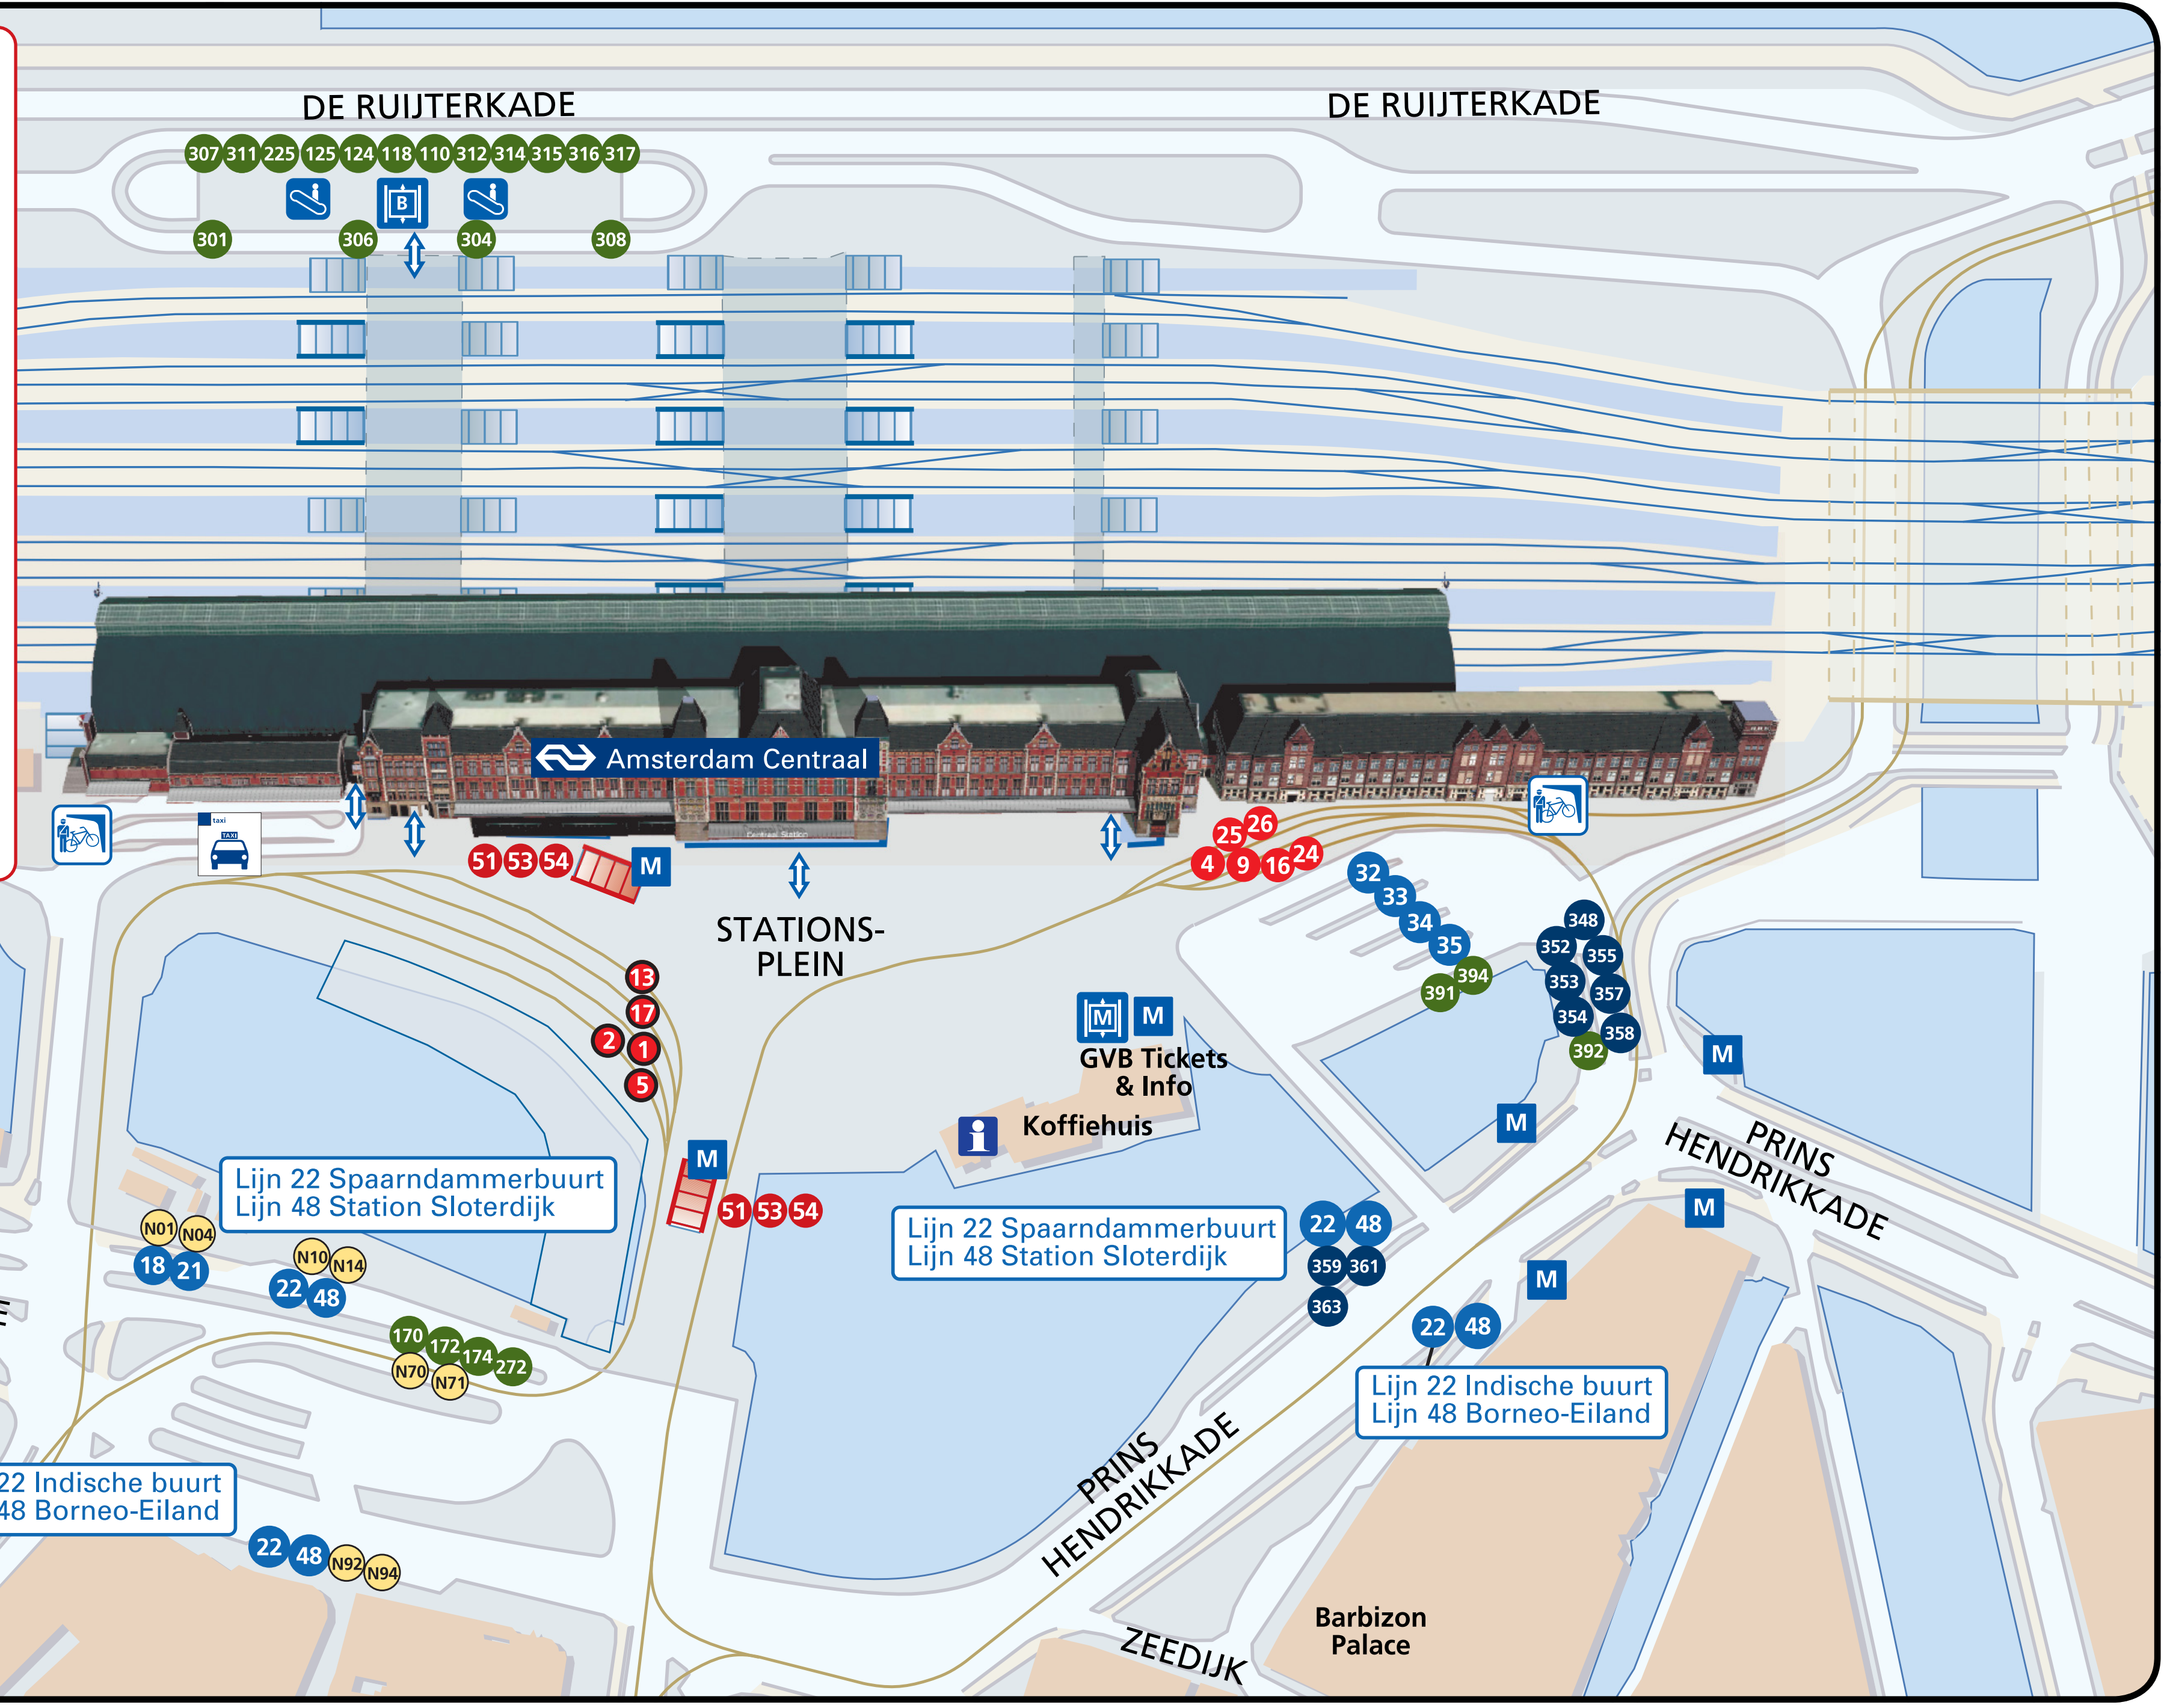 DE RUIJTERKADE
DE RUIJTERKADE
307 311 225 125 124 118 110 312 314 315 316 317
B
301 306 304 308
Amsterdam Centraal
Centraal Station
taxi
TAXI
51 53 54
M
25 26
4 9 16 24
STATIONS-
PLEIN
32
33
34
35
394
391
348
352
355
353
357
354
358
392
13
17
2 1
5
M M
GVB Tickets
& Info
i
Koffiehuis
M
M
PRINS
HENDRIKKADE
M
M
M
51 53 54
Lijn 22 Spaarndammerbuurt
Lijn 48 Station Sloterdijk
N01 N04
18 21
N10 N14
22 48
170 172 174 272
N70 N71
Lijn 22 Spaarndammerbuurt
Lijn 48 Station Sloterdijk
22 48
359 361
363
22 48
Lijn 22 Indische buurt
Lijn 48 Borneo-Eiland
E
22 Indische buurt
48 Borneo-Eiland
22 48 N92 N94
PRINS
HENDRIKKADE
Barbizon
Palace
ZEEDIJK